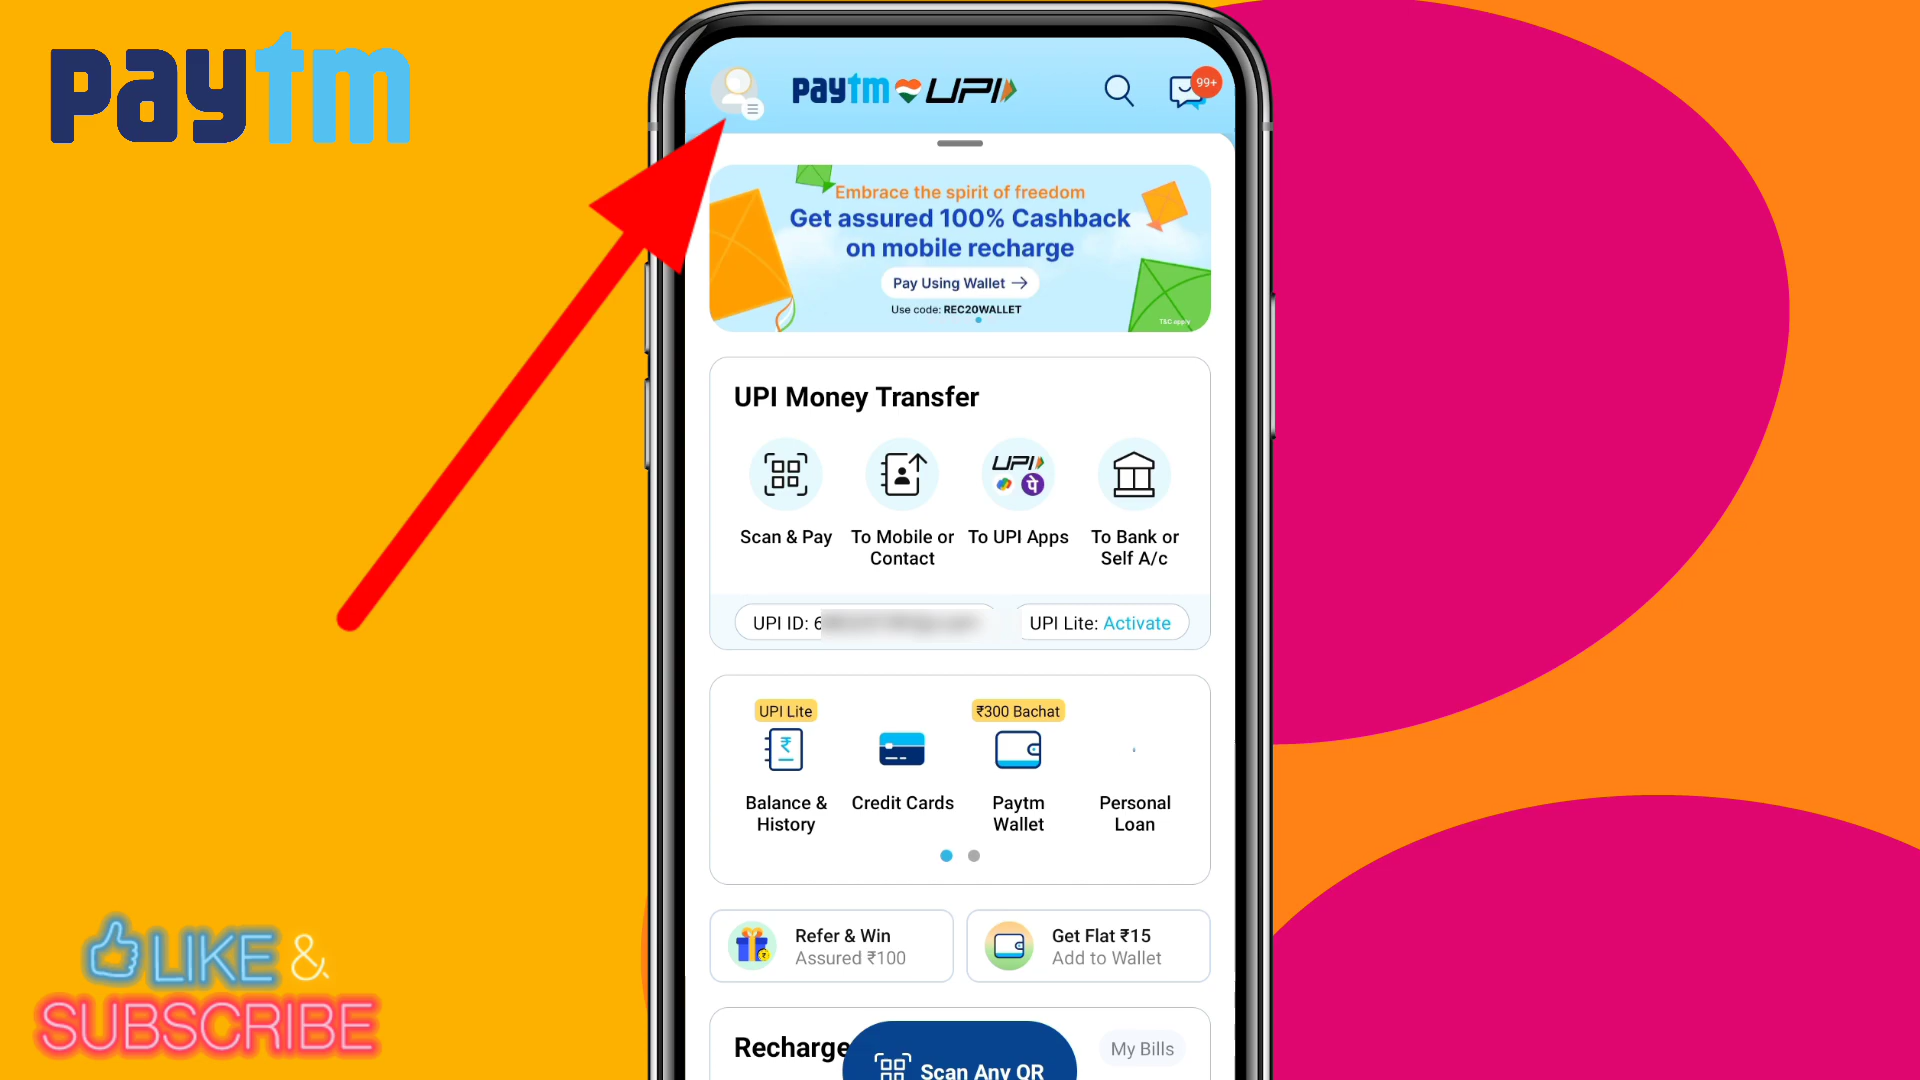 paytm
paytm UPI
99+
Embrace the spirit of freedom
Get assured 100% Cashback
on mobile recharge
Pay Using Wallet →
Use code: REC20WALLET
T&C apply
UPI Money Transfer
UPI
पे
Scan & Pay
To Mobile or
Contact
To UPI Apps
To Bank or
Self A/c
UPI ID: 6
UPI Lite: Activate
UPI Lite
₹300 Bachat
₹
Balance &
History
Credit Cards
Paytm
Wallet
Personal
Loan
Refer & Win
Assured ₹100
Get Flat ₹15
Add to Wallet
Recharge
My Bills
Scan Any QR
LIKE &
SUBSCRIBE